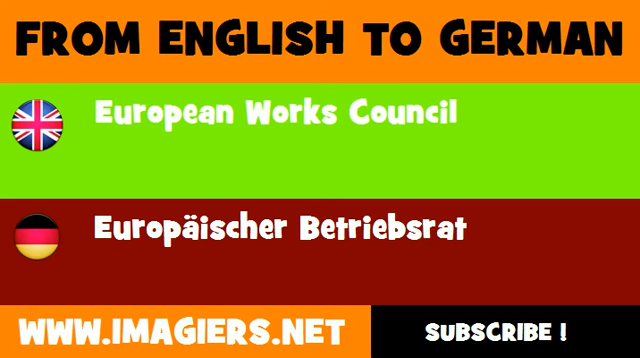 FROM ENGLISH TO GERMAN
European Works Council
Europäischer Betriebsrat
WWW.IMAGIERS.NET
SUBSCRIBE !